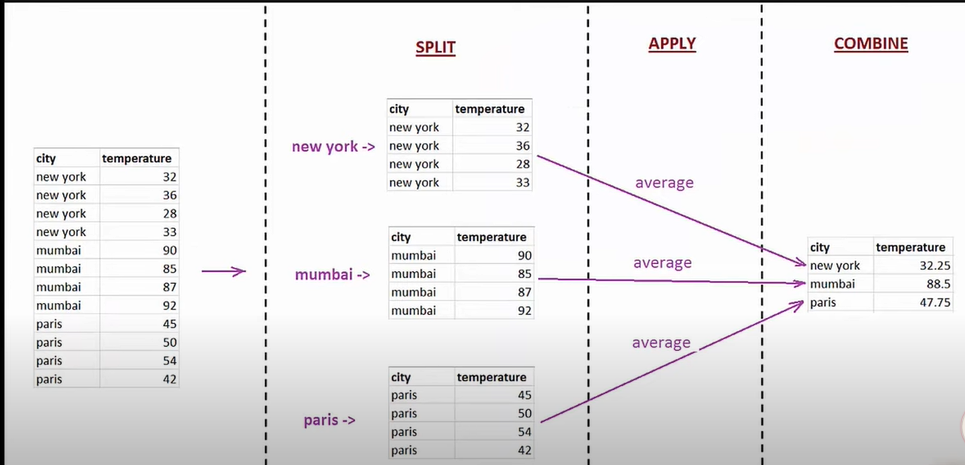 SPLIT
APPLY
COMBINE
city temperature
new york 32
new york 36
new york 28
new york 33
mumbai 90
mumbai 85
mumbai 87
mumbai 92
paris 45
paris 50
paris 54
paris 42
new york ->
city temperature
new york 32
new york 36
new york 28
new york 33
mumbai ->
city temperature
mumbai 90
mumbai 85
mumbai 87
mumbai 92
paris ->
city temperature
paris 45
paris 50
paris 54
paris 42
average
average
average
city temperature
new york 32.25
mumbai 88.5
paris 47.75